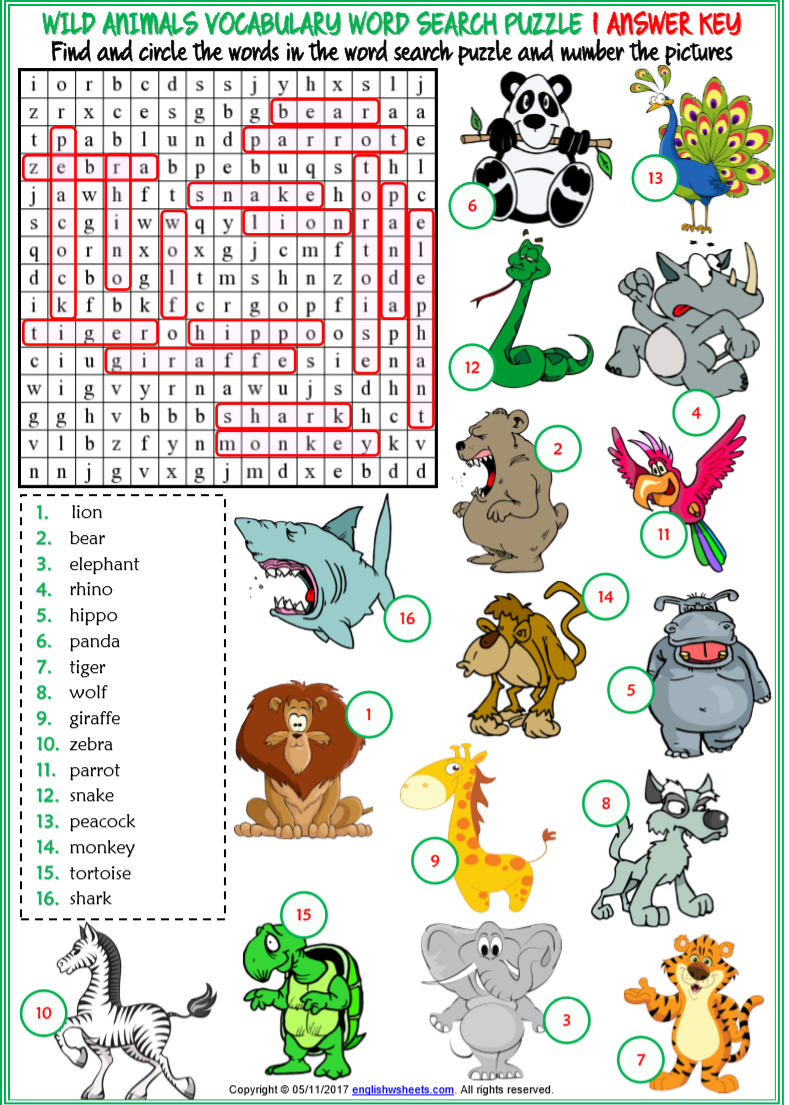 WILD ANIMALS VOCABULARY WORD SEARCH PUZZLE 1 ANSWER KEY
Find and circle the words in the word search puzzle and number the pictures
i o r b c d s s j y h x s l j
z r x c e s g b g b e a r a a
t p a b l u n d p a r r o t e
z e b r a b p e b u q s t h l
j a w h f t s n a k e h o p c
s c g i w w q y l i o n r a e
q o r n x o x g j c m f t n l
d c b o g l t m s h n z o d e
i k f b k f c r g o p f i a p
t i g e r o h i p p o o s p h
c i u g i r a f f e s i e n a
w i g v y r n a w u j s d h n
g g h v b b b s h a r k h c t
v l b z f y n m o n k e y k v
n n j g v x g j m d x e b d d
6
13
12
4
2
11
1. lion
2. bear
3. elephant
4. rhino
5. hippo
6. panda
7. tiger
8. wolf
9. giraffe
10. zebra
11. parrot
12. snake
13. peacock
14. monkey
15. tortoise
16. shark
16
14
1
5
9
8
15
10
3
7
Copyright © 05/11/2017 englishwsheets.com. All rights reserved.